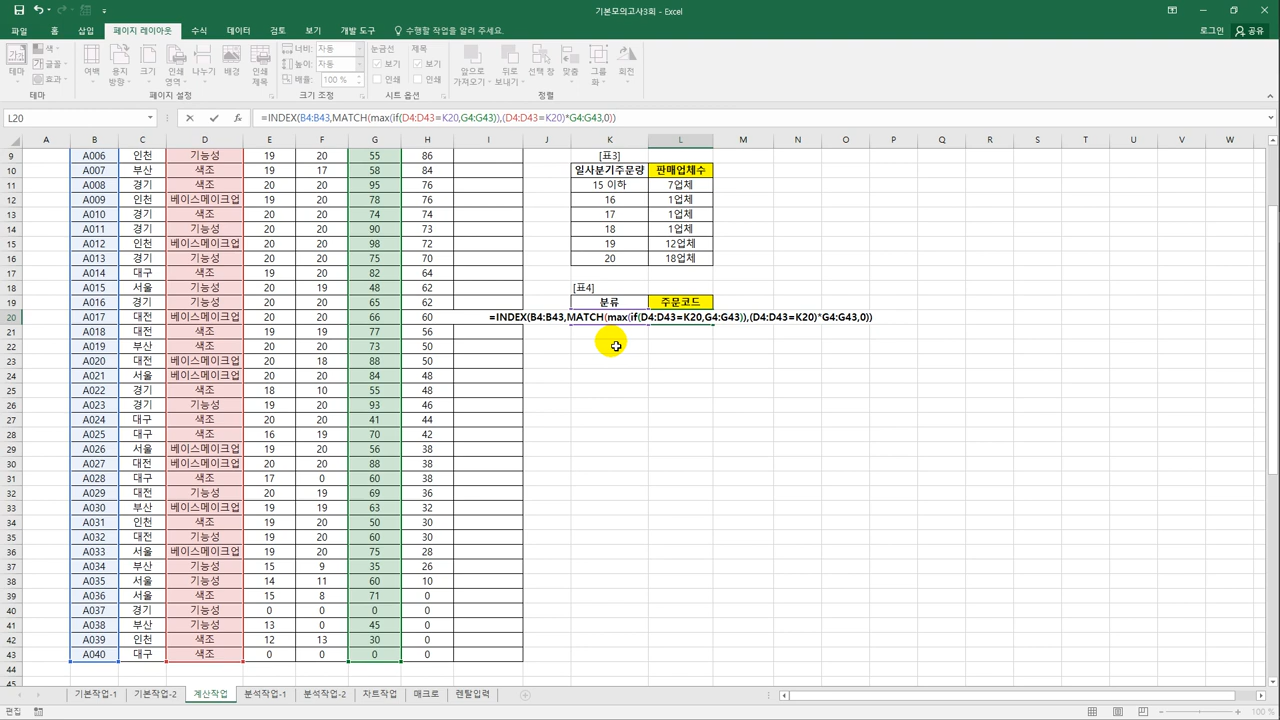 기본모의고사3회 - Excel
파일 홈 삽입 페이지 레이아웃 수식 데이터 검토 보기 개발 도구 수행할 작업을 알려 주세요. 로그인 공유
테마 색 글꼴 효과 여백 용지 방향 크기 인쇄 영역 나누기 배경 인쇄 제목 너비: 자동 높이: 자동 배율: 100 % 눈금선 보기 인쇄 제목 보기 인쇄 앞으로 가져오기 뒤로 보내기 선택 창 맞춤 그룹화 회전
테마 페이지 설정 크기 조정 시트 옵션 정렬
L20 =INDEX(B4:B43,MATCH(max(if(D4:D43=K20,G4:G43)),(D4:D43=K20)*G4:G43,0))
A B C D E F G H I J K L M N O P Q R S T U V W
9 A006 인천 기능성 19 20 55 86 [표3]
10 A007 부산 색조 19 17 58 84 일사분기주문량 판매업체수
11 A008 경기 색조 20 20 95 76 15 이하 7업체
12 A009 인천 베이스메이크업 19 20 78 76 16 1업체
13 A010 경기 색조 20 20 74 74 17 1업체
14 A011 경기 기능성 20 20 90 73 18 1업체
15 A012 인천 베이스메이크업 20 20 98 72 19 12업체
16 A013 경기 기능성 20 20 75 70 20 18업체
17 A014 대구 색조 19 20 82 64
18 A015 서울 기능성 20 20 48 62 [표4]
19 A016 경기 기능성 20 20 65 62 분류 주문코드
20 A017 대전 베이스메이크업 20 20 66 60 =INDEX(B4:B43,MATCH(max(if(D4:D43=K20,G4:G43)),(D4:D43=K20)*G4:G43,0))
21 A018 대전 색조 19 19 77 56
22 A019 부산 색조 19 20 73 50
23 A020 대전 베이스메이크업 20 18 88 50
24 A021 서울 베이스메이크업 19 20 84 48
25 A022 경기 색조 18 10 55 48
26 A023 경기 기능성 19 20 93 46
27 A024 대구 색조 20 20 41 44
28 A025 대구 색조 16 19 70 42
29 A026 서울 베이스메이크업 19 20 56 38
30 A027 대전 베이스메이크업 20 20 88 38
31 A028 대구 색조 17 0 60 38
32 A029 대전 기능성 20 19 69 36
33 A030 부산 베이스메이크업 19 19 63 32
34 A031 인천 색조 19 20 50 30
35 A032 대전 기능성 20 20 60 30
36 A033 서울 베이스메이크업 19 20 75 28
37 A034 부산 기능성 15 9 35 26
38 A035 서울 기능성 14 11 60 10
39 A036 서울 색조 15 8 71 0
40 A037 경기 기능성 0 0 0 0
41 A038 부산 기능성 13 0 45 0
42 A039 인천 색조 12 13 30 0
43 A040 대구 색조 0 0 0 0
44
45
기본작업-1 기본작업-2 계산작업 분석작업-1 분석작업-2 차트작업 매크로 렌탈입력
편집 100 %